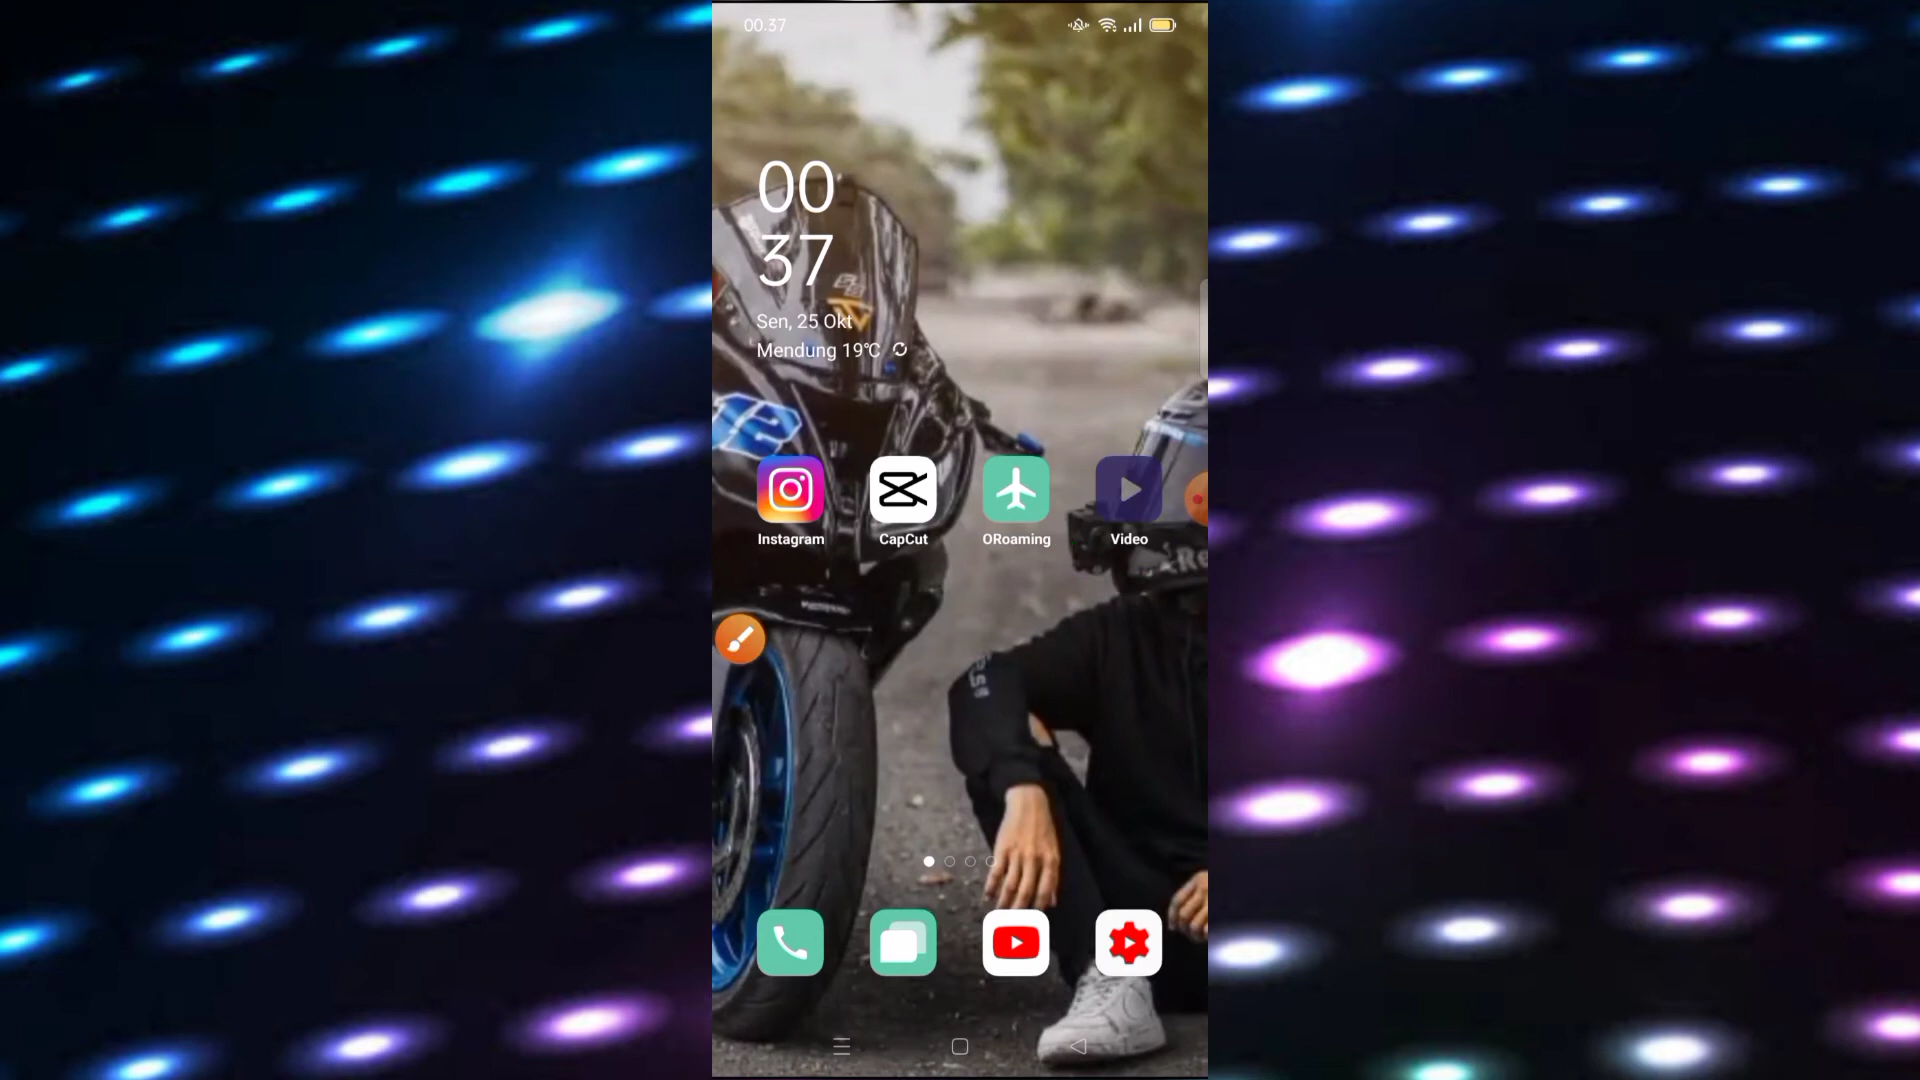 00.37
00
37
Sen, 25 Okt
Mendung 19°C
Instagram
CapCut
ORoaming
Video